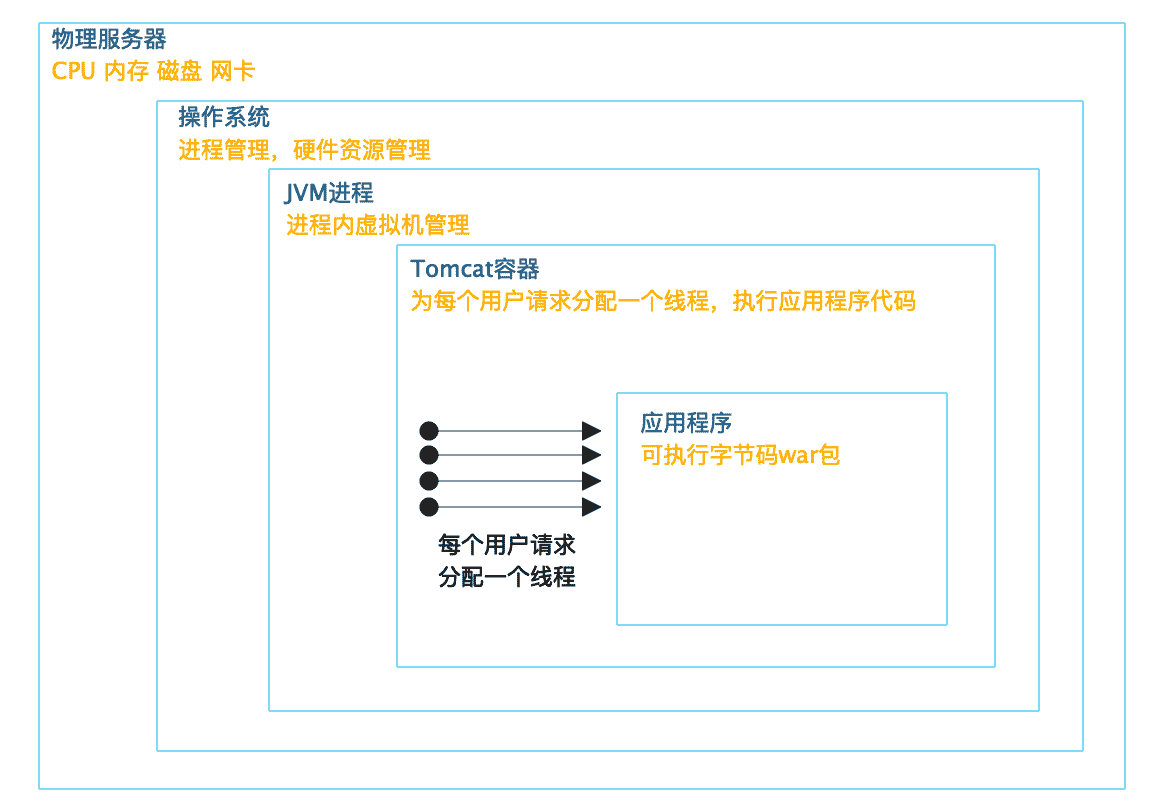 物理服务器
CPU 内存 磁盘 网卡
操作系统
进程管理，硬件资源管理
JVM进程
进程内虚拟机管理
Tomcat容器
为每个用户请求分配一个线程，执行应用程序代码
应用程序
可执行字节码war包
每个用户请求
分配一个线程